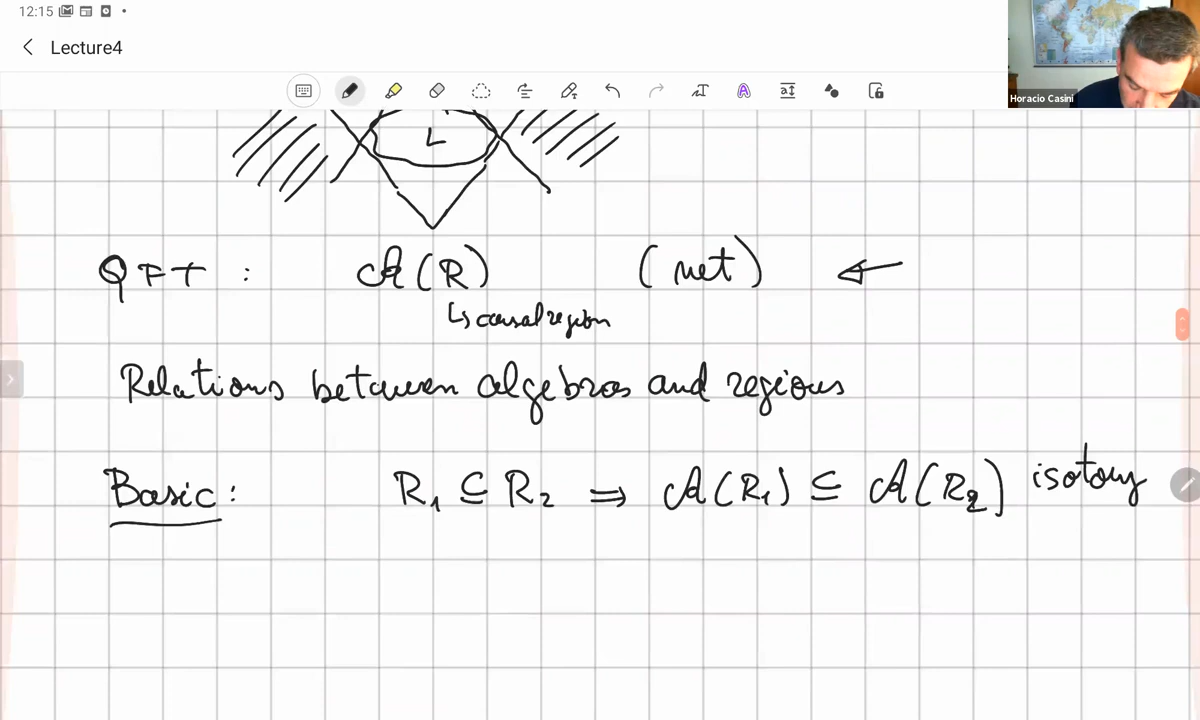 12:15
Lecture4
Horacio Casini
L
QFT : A(R) (net) ←
↳ causal region
Relations between algebras and regions
Basic: R₁ ⊆ R₂ ⇒ A(R₁) ⊆ A(R₂) isotony